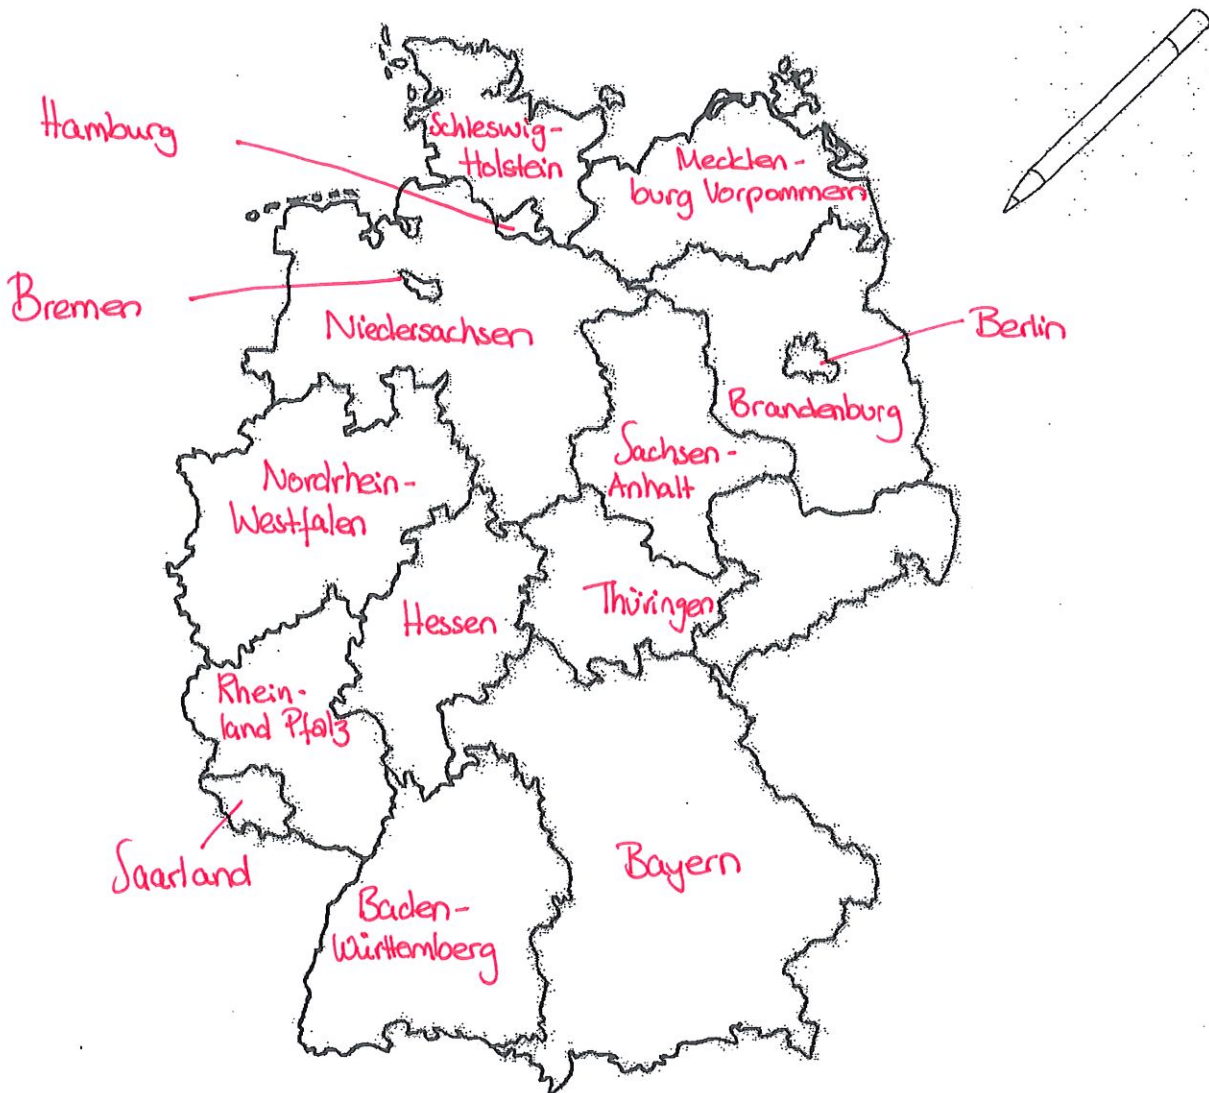 Hamburg
Schleswig-
Holstein
Mecklen-
burg Vorpommern
Bremen
Niedersachsen
Berlin
Brandenburg
Sachsen-
Anhalt
Nordrhein-
Westfalen
Hessen
Thüringen
Rhein-
land Pfalz
Saarland
Bayern
Baden-
Württemberg